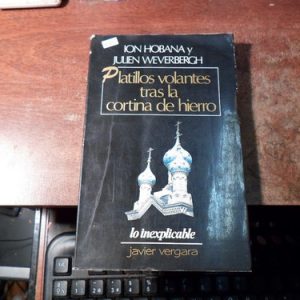 ION HOBANA y
JULIEN WEVERBERGH
Platillos volantes
tras la
cortina de hierro
lo inexplicable
javier vergara